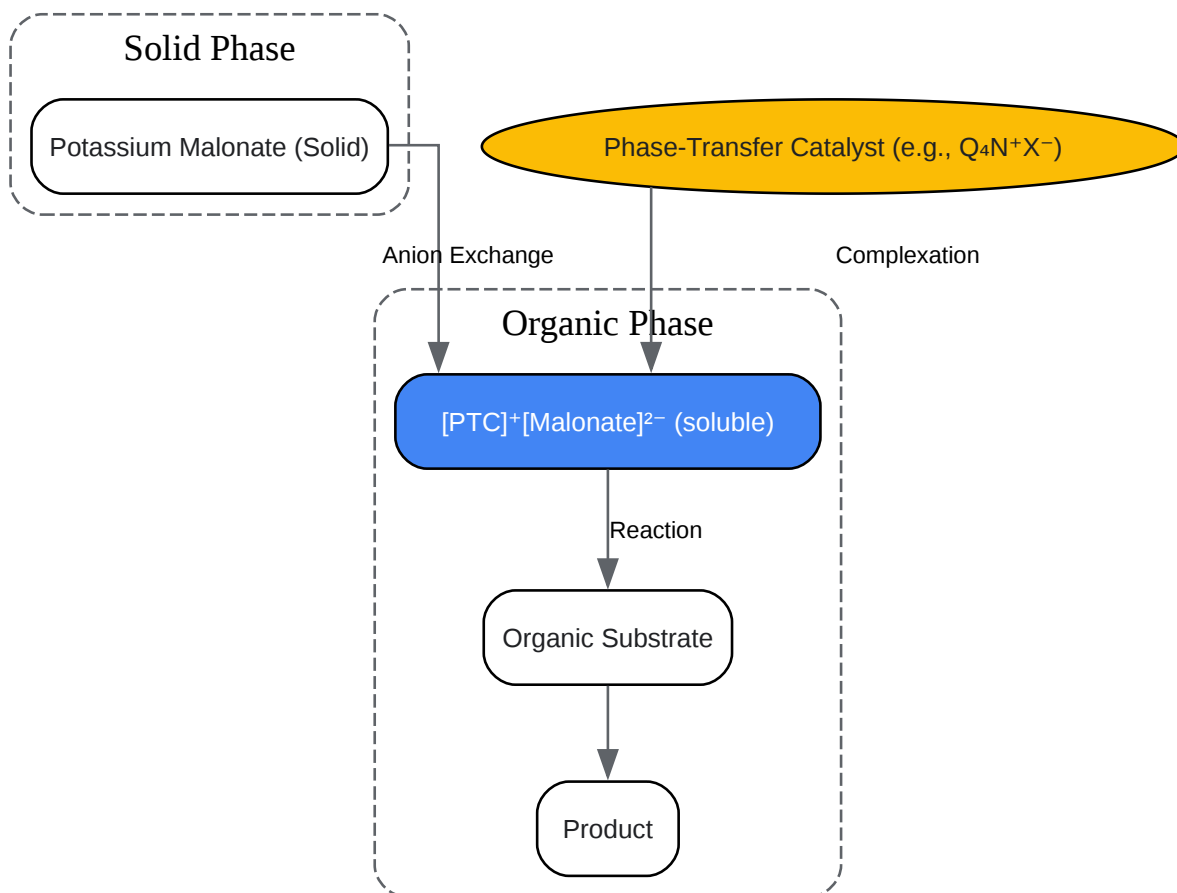 Solid Phase
Potassium Malonate (Solid)
Phase-Transfer Catalyst (e.g., Q₄N⁺X⁻)
Anion Exchange
Complexation
Organic Phase
[PTC]⁺[Malonate]²⁻ (soluble)
Reaction
Organic Substrate
Product